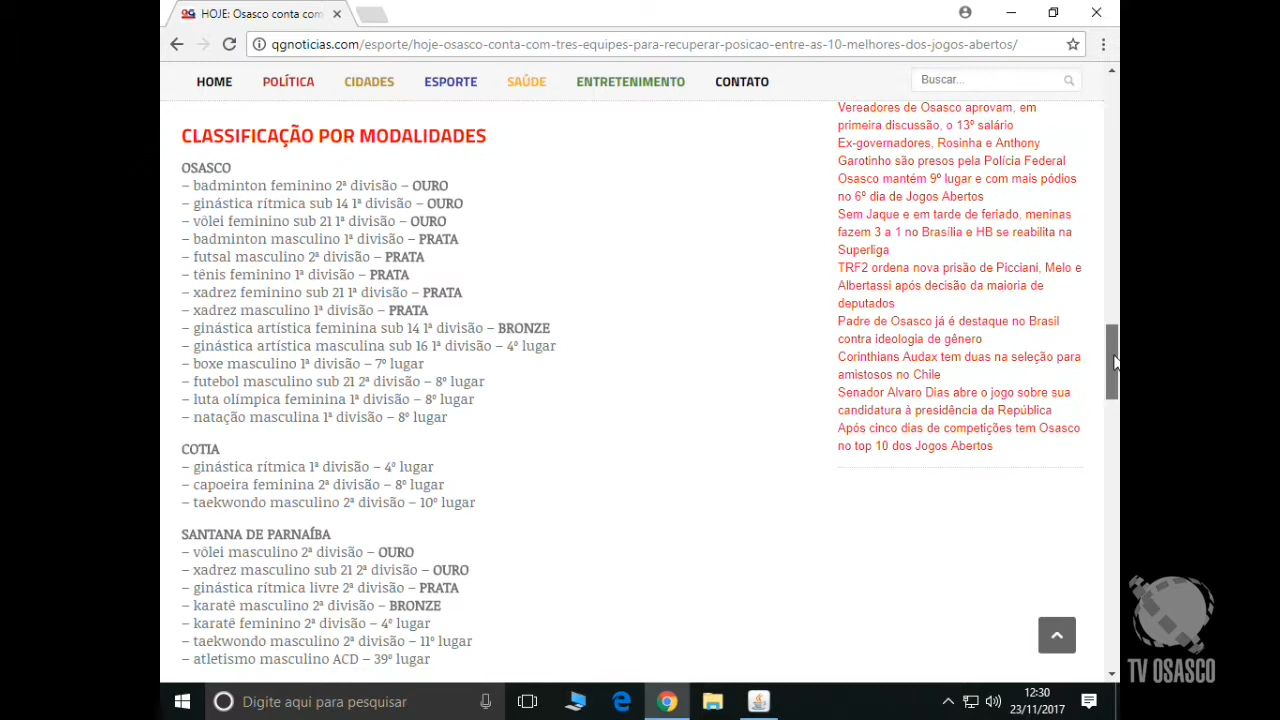 HOJE: Osasco conta com
qgnoticias.com/esporte/hoje-osasco-conta-com-tres-equipes-para-recuperar-posicao-entre-as-10-melhores-dos-jogos-abertos/
HOME POLÍTICA CIDADES ESPORTE SAÚDE ENTRETENIMENTO CONTATO Buscar...
CLASSIFICAÇÃO POR MODALIDADES
OSASCO
– badminton feminino 2ª divisão – OURO
– ginástica rítmica sub 14 1ª divisão – OURO
– vôlei feminino sub 21 1ª divisão – OURO
– badminton masculino 1ª divisão – PRATA
– futsal masculino 2ª divisão – PRATA
– tênis feminino 1ª divisão – PRATA
– xadrez feminino sub 21 1ª divisão – PRATA
– xadrez masculino 1ª divisão – PRATA
– ginástica artística feminina sub 14 1ª divisão – BRONZE
– ginástica artística masculina sub 16 1ª divisão – 4º lugar
– boxe masculino 1ª divisão – 7º lugar
– futebol masculino sub 21 2ª divisão – 8º lugar
– luta olímpica feminina 1ª divisão – 8º lugar
– natação masculina 1ª divisão – 8º lugar
COTIA
– ginástica rítmica 1ª divisão – 4º lugar
– capoeira feminina 2ª divisão – 8º lugar
– taekwondo masculino 2ª divisão – 10º lugar
SANTANA DE PARNAÍBA
– vôlei masculino 2ª divisão – OURO
– xadrez masculino sub 21 2ª divisão – OURO
– ginástica rítmica livre 2ª divisão – PRATA
– karatê masculino 2ª divisão – BRONZE
– karatê feminino 2ª divisão – 4º lugar
– taekwondo masculino 2ª divisão – 11º lugar
– atletismo masculino ACD – 39º lugar
Vereadores de Osasco aprovam, em
primeira discussão, o 13º salário
Ex-governadores, Rosinha e Anthony
Garotinho são presos pela Polícia Federal
Osasco mantém 9º lugar e com mais pódios
no 6º dia de Jogos Abertos
Sem Jaque e em tarde de feriado, meninas
fazem 3 a 1 no Brasília e HB se reabilita na
Superliga
TRF2 ordena nova prisão de Picciani, Melo e
Albertassi após decisão da maioria de
deputados
Padre de Osasco já é destaque no Brasil
contra ideologia de gênero
Corinthians Audax tem duas na seleção para
amistosos no Chile
Senador Alvaro Dias abre o jogo sobre sua
candidatura à presidência da República
Após cinco dias de competições tem Osasco
no top 10 dos Jogos Abertos
TV OSASCO
Digite aqui para pesquisar
12:30
23/11/2017